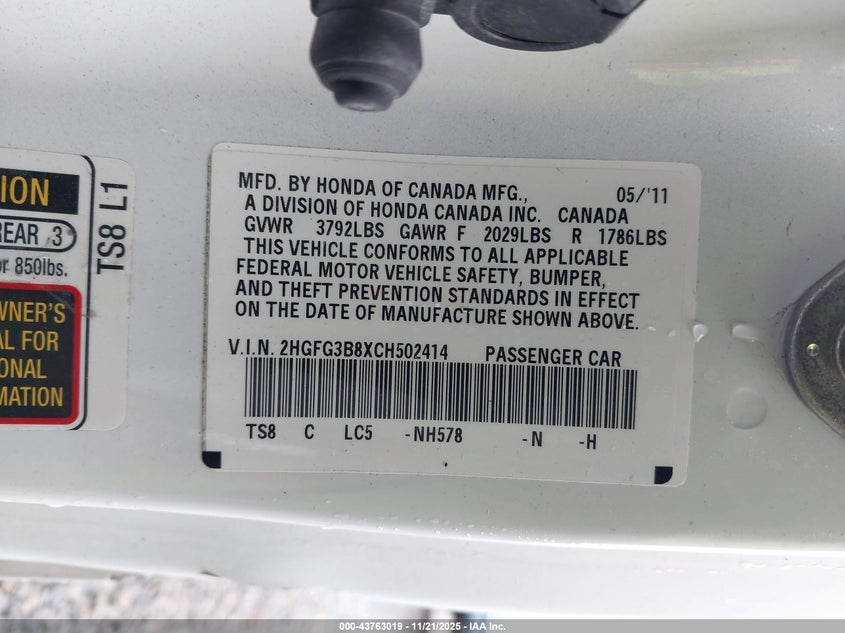 ION
REAR 3
or 850lbs.
WNER'S
AL FOR
ONAL
MATION
TS8 L1
MFD. BY HONDA OF CANADA MFG., 05/'11
A DIVISION OF HONDA CANADA INC. CANADA
GVWR 3792LBS GAWR F 2029LBS R 1786LBS
THIS VEHICLE CONFORMS TO ALL APPLICABLE
FEDERAL MOTOR VEHICLE SAFETY, BUMPER,
AND THEFT PREVENTION STANDARDS IN EFFECT
ON THE DATE OF MANUFACTURE SHOWN ABOVE.
V.I.N. 2HGFG3B8XCH502414 PASSENGER CAR
TS8 C LC5 -NH578 -N -H
000-43763019 - 11/21/2025 - IAA Inc.